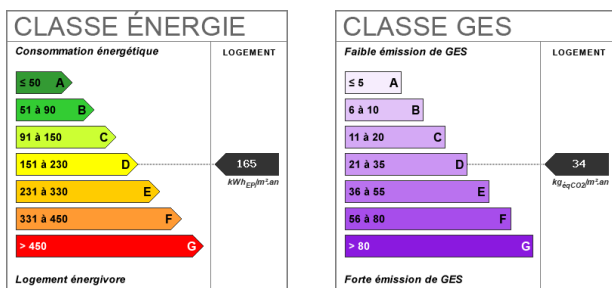 CLASSE ÉNERGIE
Consommation énergétique
LOGEMENT
≤ 50 A
51 à 90 B
91 à 150 C
151 à 230 D
165
kWhEP/m².an
231 à 330 E
331 à 450 F
> 450 G
Logement énergivore
CLASSE GES
Faible émission de GES
LOGEMENT
≤ 5 A
6 à 10 B
11 à 20 C
21 à 35 D
34
kgéqCO2/m².an
36 à 55 E
56 à 80 F
> 80 G
Forte émission de GES